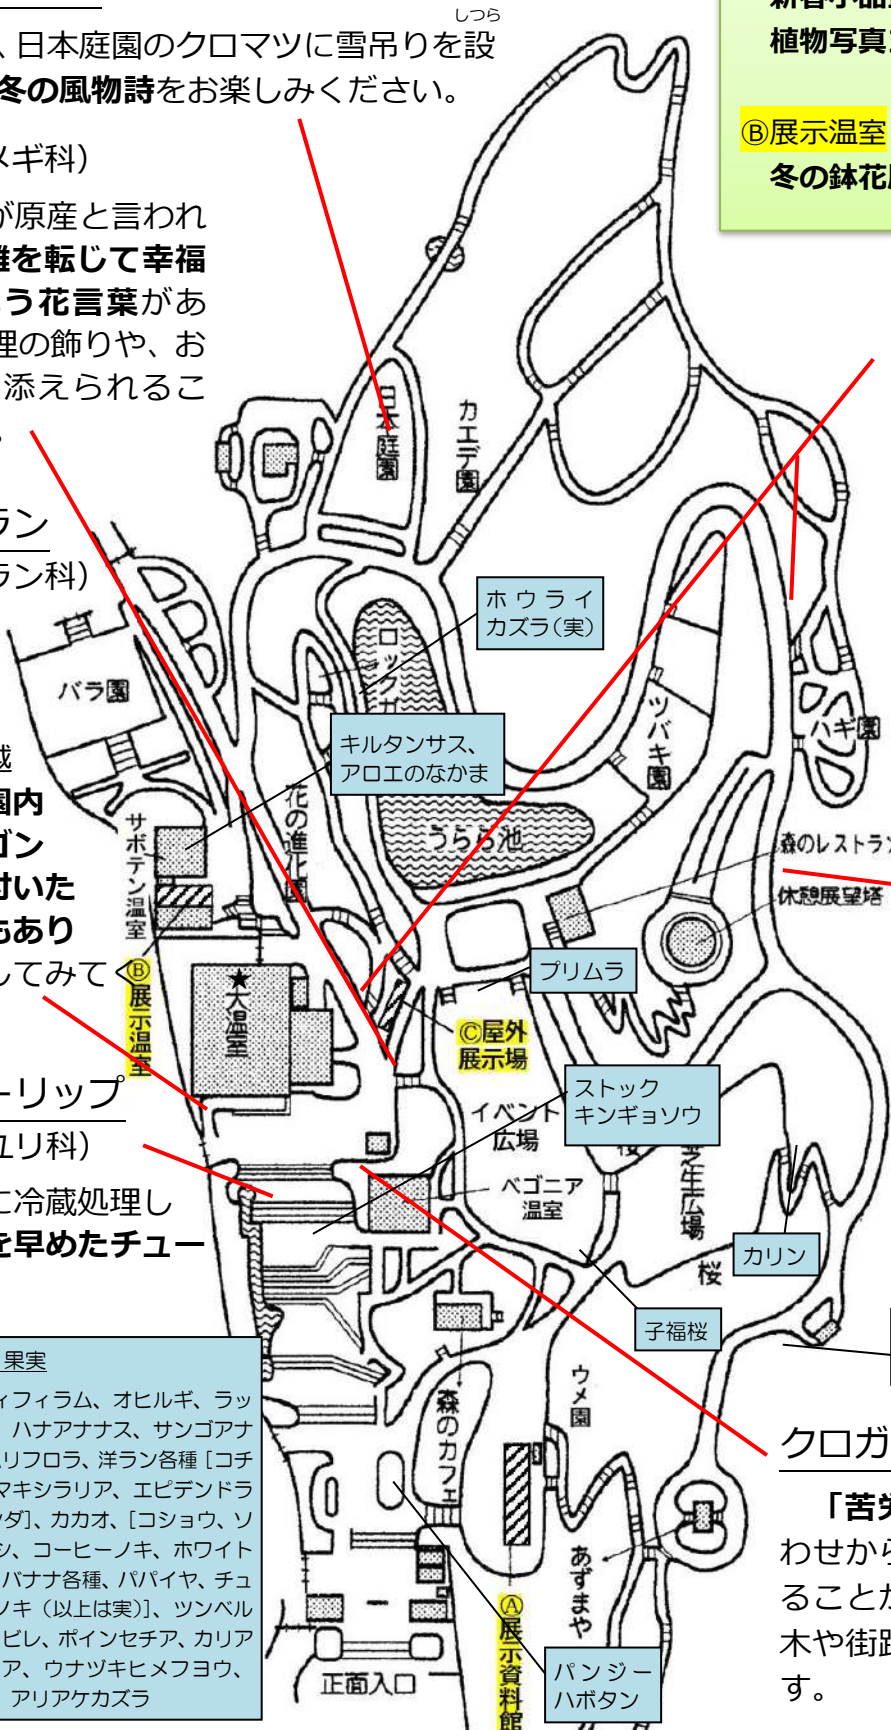 しつら
、日本庭園のクロマツに雪吊りを設
冬の風物詩をお楽しみください。
植物写真
Ⓑ展示温室
冬の鉢花
メギ科）
が原産と言われ
難を転じて幸福
う花言葉があ
理の飾りや、お
添えられるこ
ラン
ラン科）
園内
ゴン
付いた
もあり
してみて
ーリップ
ユリ科）
に冷蔵処理し
を早めたチュー
日本庭園
カエデ園
ホウライ
カズラ（実）
バラ園
キルタンサス、
アロエのなかま
ツバキ園
ハギ園
花の進化園
うらら池
サボテン温室
森のレストラン
休憩展望塔
Ⓑ展示温室
★
大温室
プリムラ
Ⓒ屋外
展示場
イベント
広場
ストック
キンギョソウ
桜
芝生広場
ベゴニア
温室
桜
カリン
子福桜
ウメ園
森のカフェ
あずまや
Ⓐ展示資料館
正面入口
パンジー
ハボタン
果実
ィフィラム、オヒルギ、ラッ
ハナアナナス、サンゴアナ
リフロラ、洋ラン各種［コチ
マキシラリア、エピデンドラ
ンダ］、カカオ、［コショウ、ソ
シ、コーヒーノキ、ホワイト
バナナ各種、パパイヤ、チュ
ノキ（以上は実）］、ツンベル
ビレ、ポインセチア、カリア
ア、ウナヅキヒメフヨウ、
アリアケカズラ
クロガ
「苦労
わせから
ることか
木や街路
す。